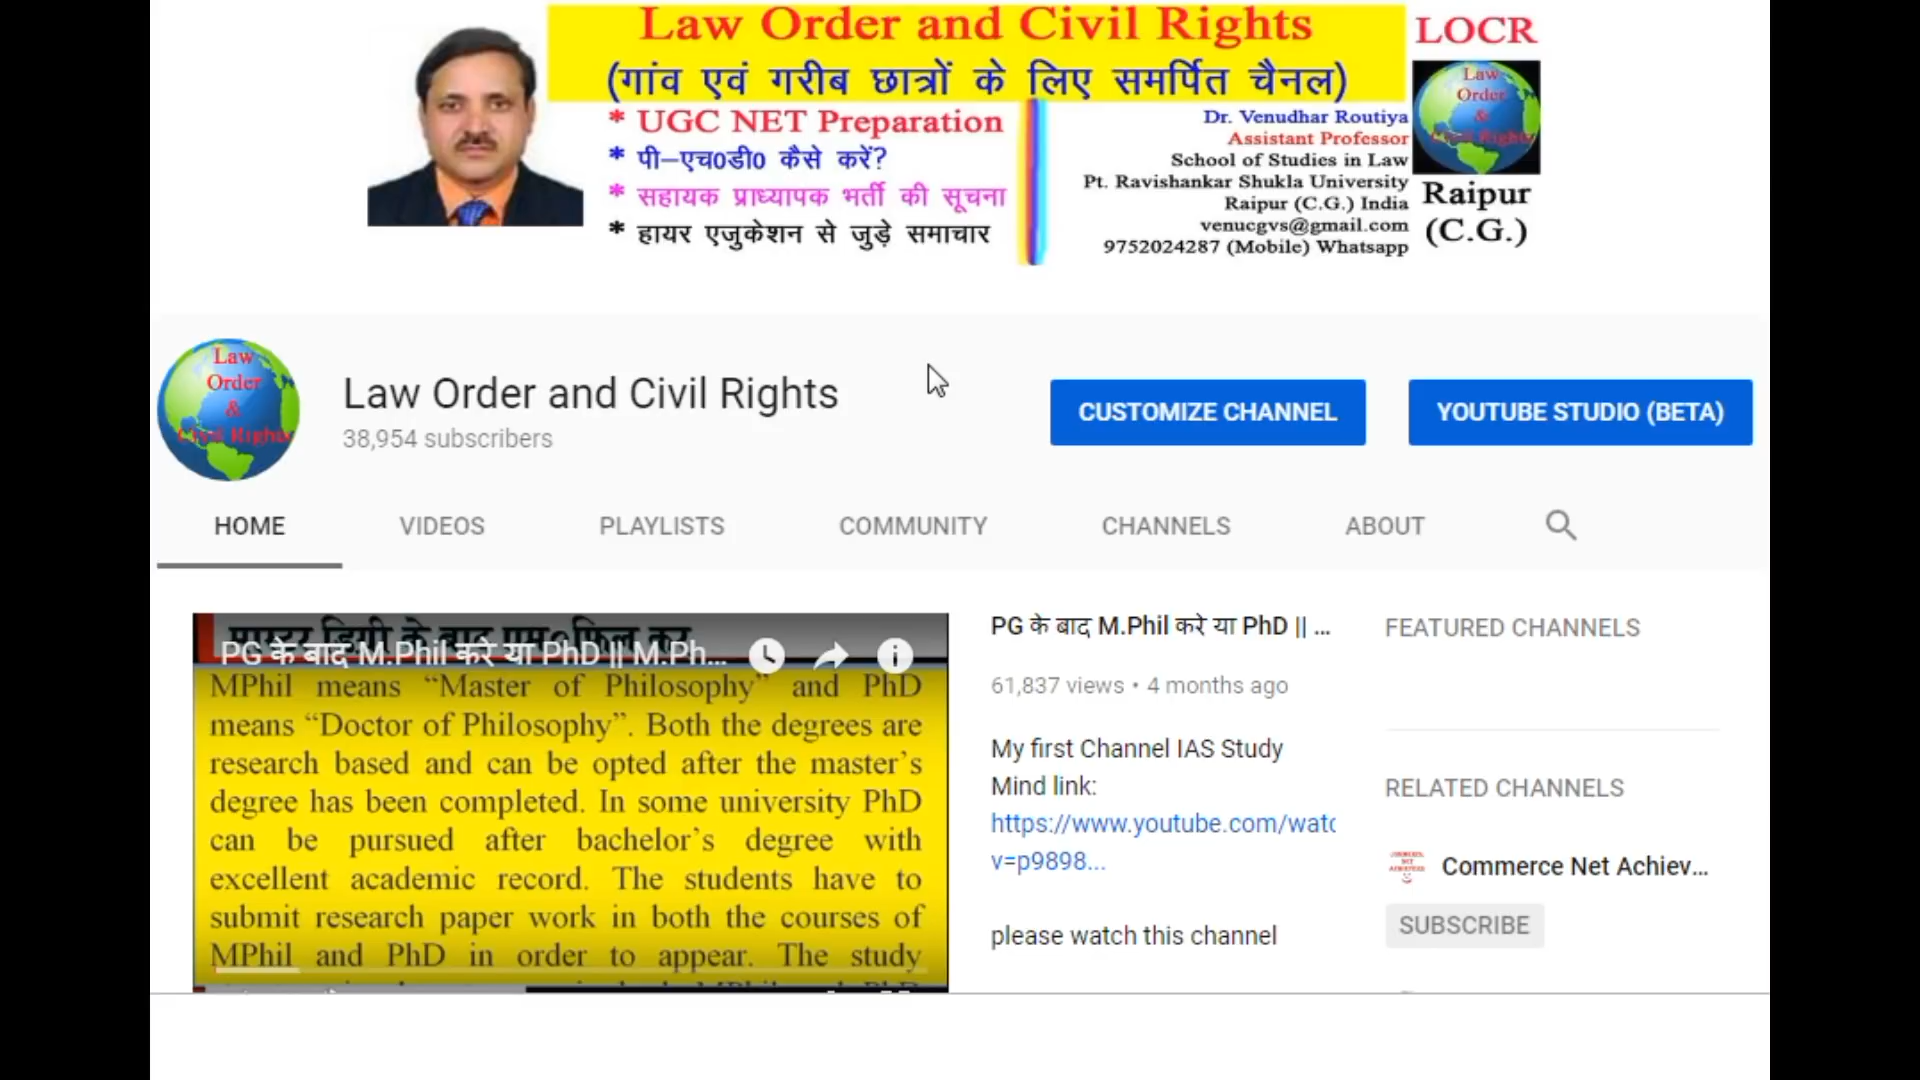 Law Order and Civil Rights
(गांव एवं गरीब छात्रों के लिए समर्पित चैनल)
* UGC NET Preparation
* पी–एच0डी0 कैसे करें?
* सहायक प्राध्यापक भर्ती की सूचना
* हायर एजुकेशन से जुड़े समाचार
Dr. Venudhar Routiya
Assistant Professor
School of Studies in Law
Pt. Ravishankar Shukla University
Raipur (C.G.) India
venucgvs@gmail.com
9752024287 (Mobile) Whatsapp
LOCR
Law
Order
&
Civil Rights
Raipur
(C.G.)
Law
Order
&
Civil Rights
Law Order and Civil Rights
38,954 subscribers
CUSTOMIZE CHANNEL
YOUTUBE STUDIO (BETA)
HOME
VIDEOS
PLAYLISTS
COMMUNITY
CHANNELS
ABOUT
PG के बाद M.Phil करे या PhD || M.Ph...
MPhil means “Master of Philosophy” and PhD
means “Doctor of Philosophy”. Both the degrees are
research based and can be opted after the master’s
degree has been completed. In some university PhD
can be pursued after bachelor’s degree with
excellent academic record. The students have to
submit research paper work in both the courses of
MPhil and PhD in order to appear. The study
PG के बाद M.Phil करे या PhD || ...
61,837 views • 4 months ago
My first Channel IAS Study
Mind link:
https://www.youtube.com/watc
v=p9898...
please watch this channel
FEATURED CHANNELS
RELATED CHANNELS
Commerce Net Achiev...
SUBSCRIBE